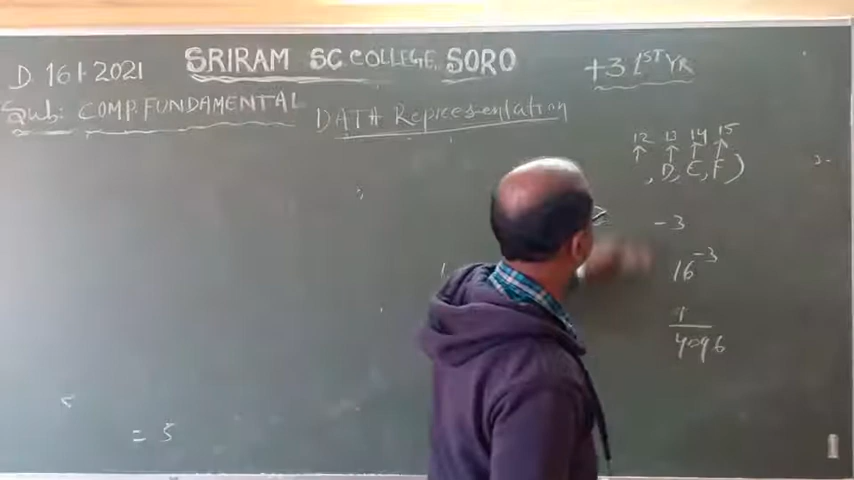 D 16 1.2021 SRIRAM SC COLLEGE, SORO +3 1ST YR
Sub: COMP. FUNDAMENTAL DATA Representation
12 13 14 15
, D, E, F)
-3
16-3
1
4096
= 5